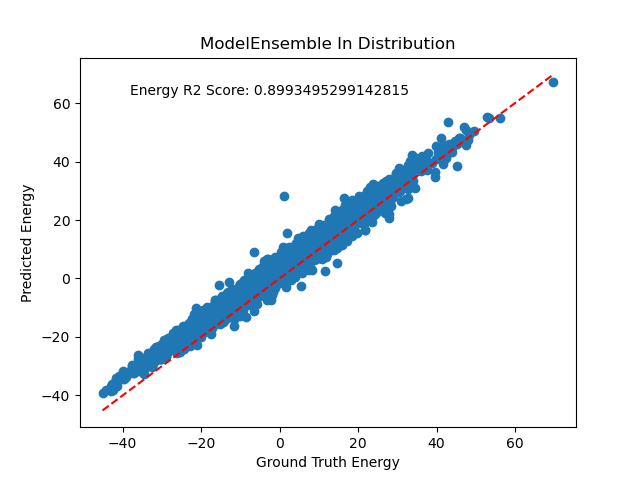 ModelEnsemble In Distribution
Energy R2 Score: 0.8993495299142815
Predicted Energy
60
40
20
0
−20
−40
−40 −20 0 20 40 60
Ground Truth Energy